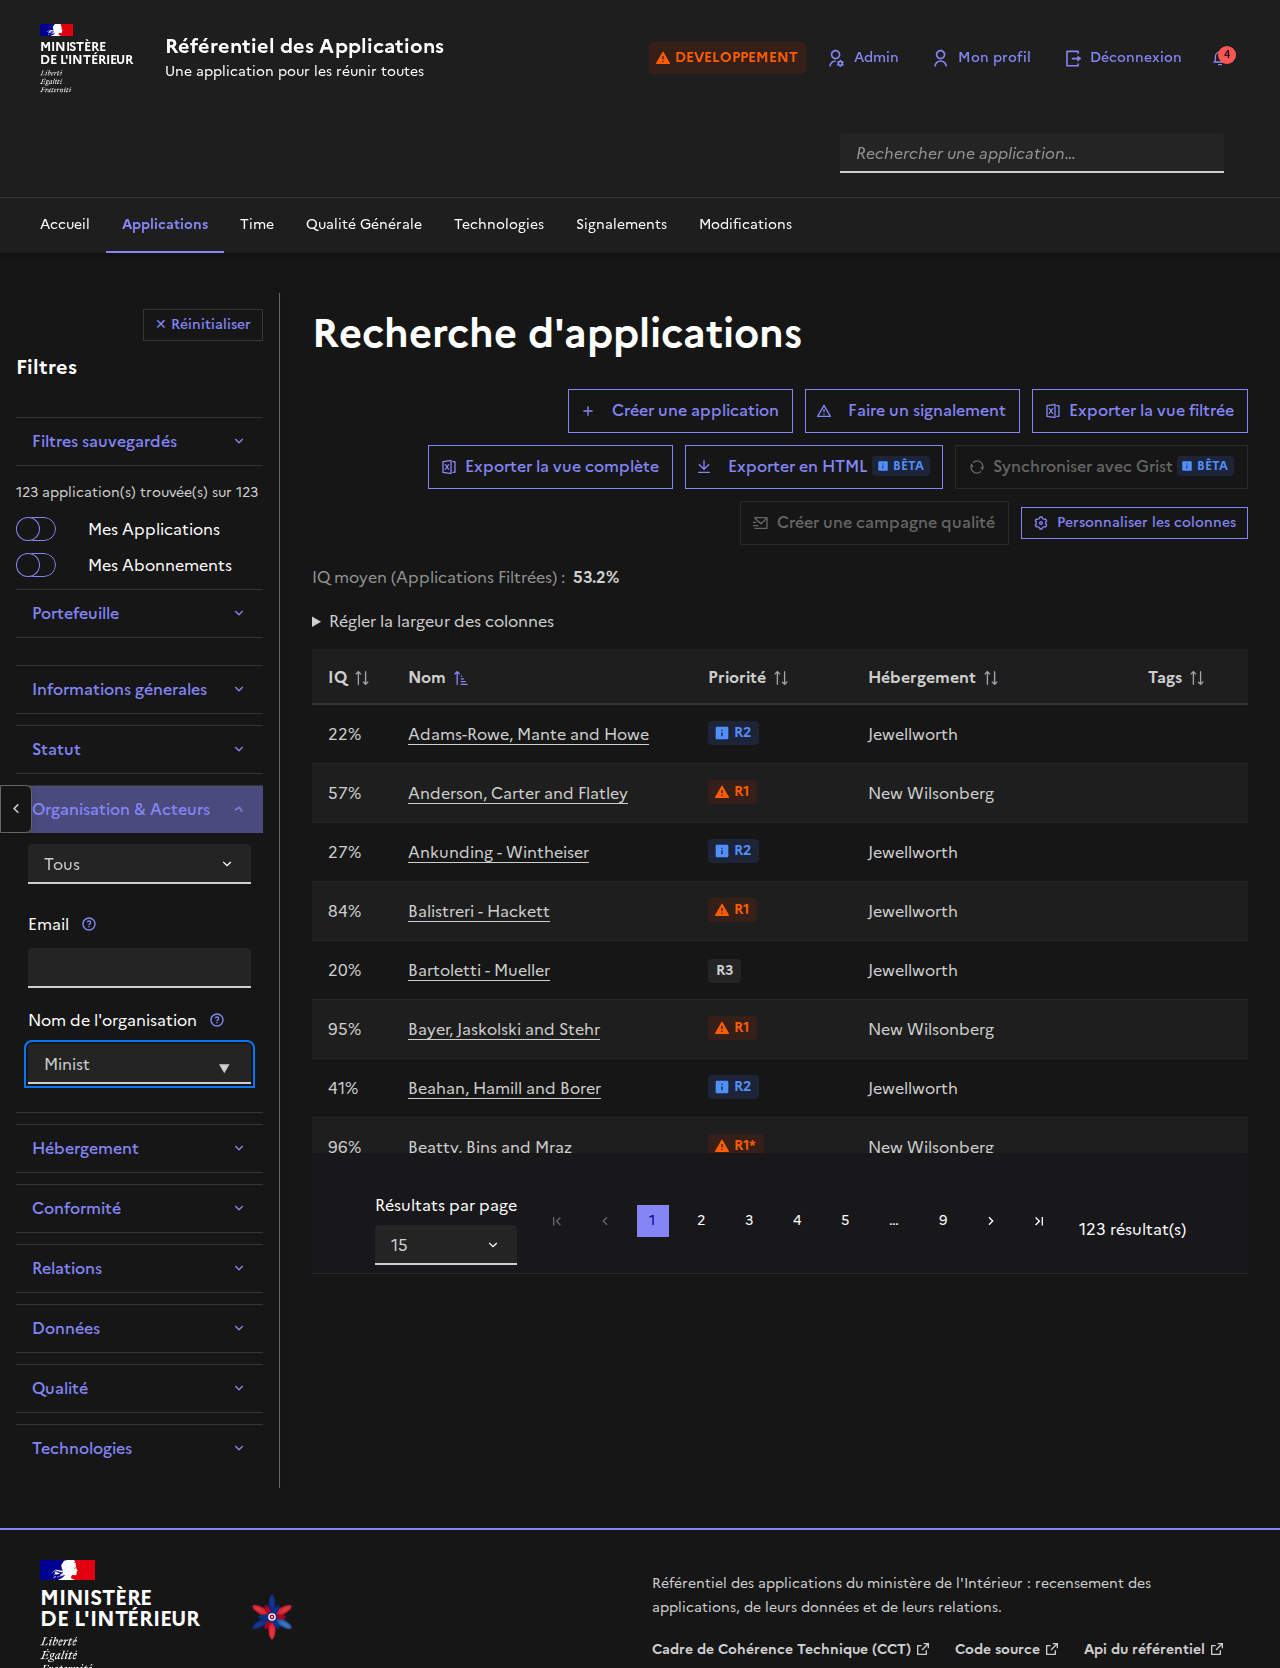 MINISTÈRE
DE L'INTÉRIEUR
Liberté
Égalité
Fraternité
Référentiel des Applications
Une application pour les réunir toutes
DEVELOPPEMENT
Admin
Mon profil
Déconnexion
4
Rechercher une application...
Accueil
Applications
Time
Qualité Générale
Technologies
Signalements
Modifications
Réinitialiser
Filtres
Filtres sauvegardés
123 application(s) trouvée(s) sur 123
Mes Applications
Mes Abonnements
Portefeuille
Informations génerales
Statut
Organisation & Acteurs
Tous
Email
Nom de l'organisation
Minist
Hébergement
Conformité
Relations
Données
Qualité
Technologies
Recherche d'applications
Créer une application
Faire un signalement
Exporter la vue filtrée
Exporter la vue complète
Exporter en HTML BÊTA
Synchroniser avec Grist BÊTA
Créer une campagne qualité
Personnaliser les colonnes
IQ moyen (Applications Filtrées) : 53.2%
Régler la largeur des colonnes
IQ Nom Priorité Hébergement Tags
22% Adams-Rowe, Mante and Howe R2 Jewellworth
57% Anderson, Carter and Flatley R1 New Wilsonberg
27% Ankunding - Wintheiser R2 Jewellworth
84% Balistreri - Hackett R1 Jewellworth
20% Bartoletti - Mueller R3 Jewellworth
95% Bayer, Jaskolski and Stehr R1 New Wilsonberg
41% Beahan, Hamill and Borer R2 Jewellworth
96% Beatty, Bins and Mraz R1* New Wilsonberg
Résultats par page
15
1 2 3 4 5 … 9
123 résultat(s)
MINISTÈRE
DE L'INTÉRIEUR
Liberté
Égalité
Fraternité
Référentiel des applications du ministère de l'Intérieur : recensement des
applications, de leurs données et de leurs relations.
Cadre de Cohérence Technique (CCT)
Code source
Api du référentiel